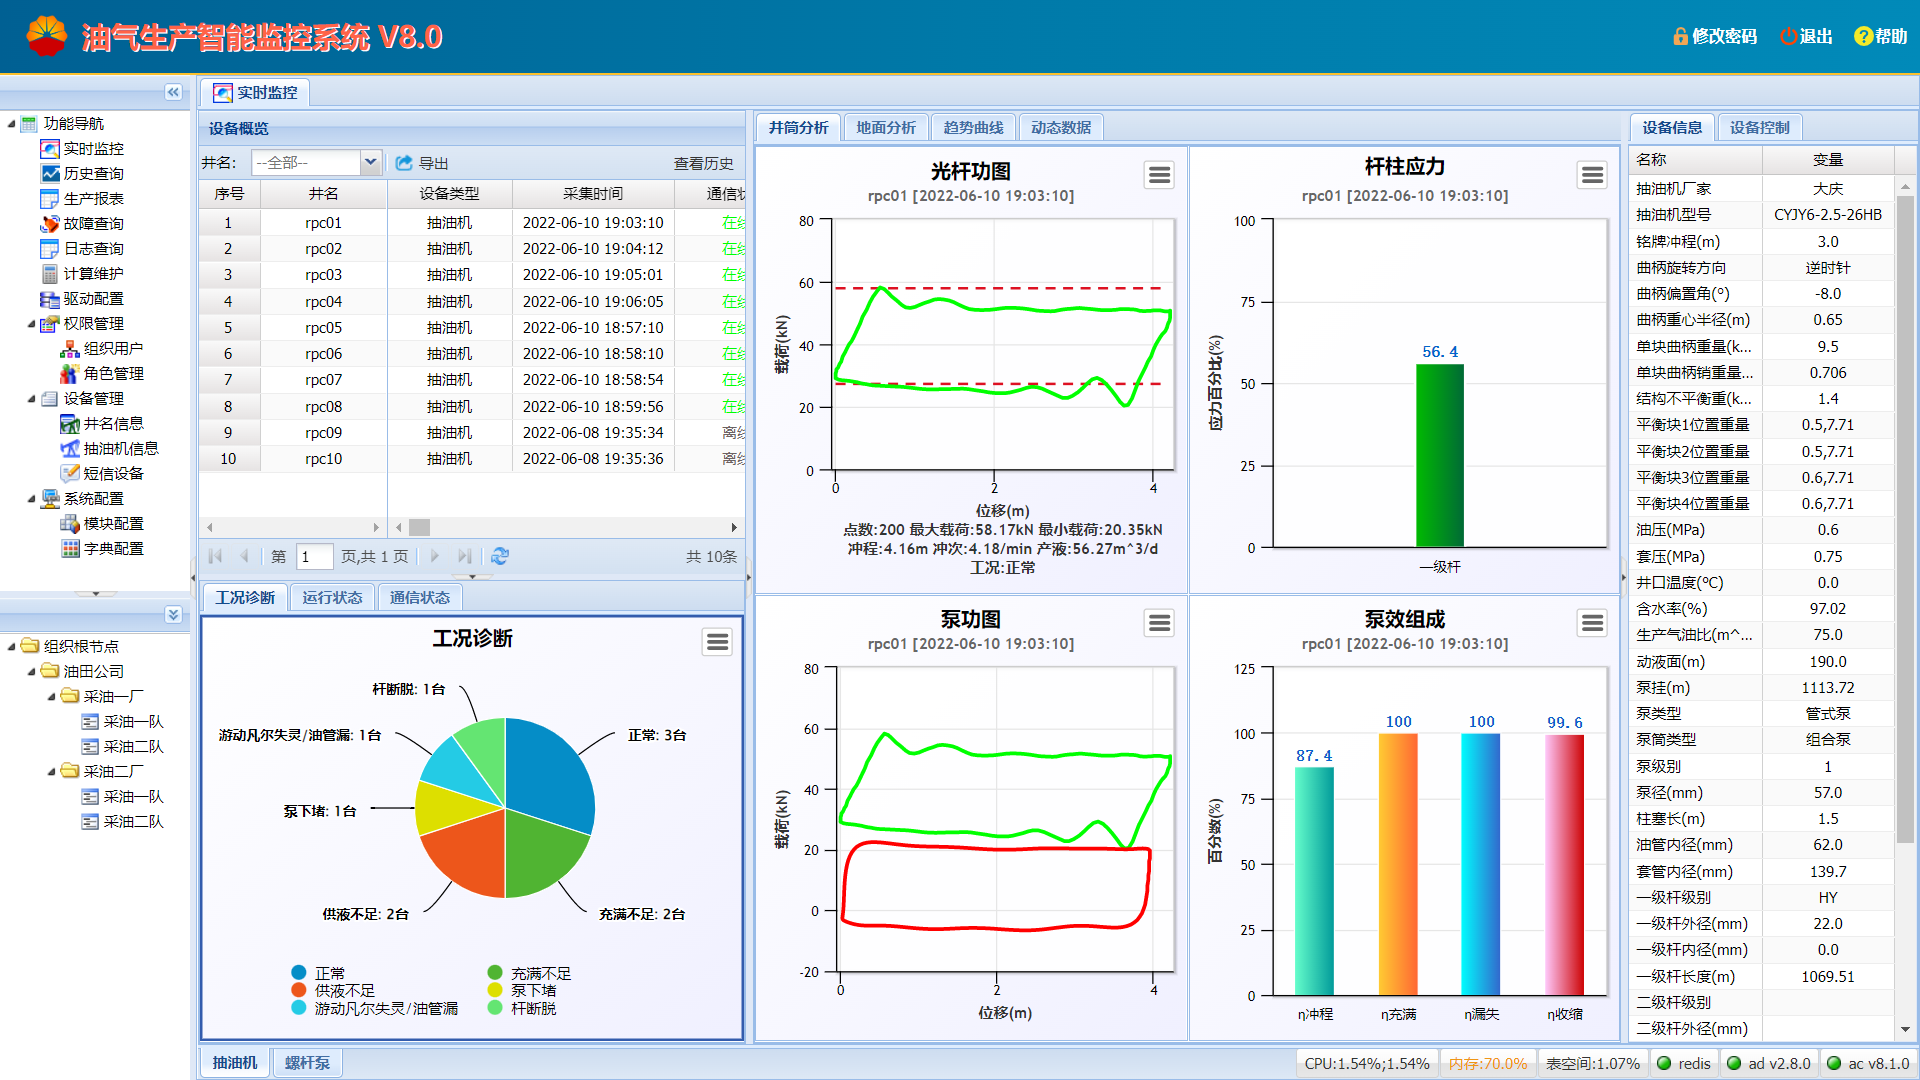 油气生产智能监控系统 V8.0
修改密码
退出
帮助
功能导航
实时监控
历史查询
生产报表
故障查询
日志查询
计算维护
驱动配置
权限管理
组织用户
角色管理
设备管理
井名信息
抽油机信息
短信设备
系统配置
模块配置
字典配置
组织根节点
油田公司
采油一厂
采油一队
采油二队
采油二厂
采油一队
采油二队
实时监控
设备概览
井名: --全部-- 导出 查看历史
序号 井名 设备类型 采集时间 通信
1 rpc01 抽油机 2022-06-10 19:03:10 在
2 rpc02 抽油机 2022-06-10 19:04:12 在
3 rpc03 抽油机 2022-06-10 19:05:01 在
4 rpc04 抽油机 2022-06-10 19:06:05 在
5 rpc05 抽油机 2022-06-10 18:57:10 在
6 rpc06 抽油机 2022-06-10 18:58:10 在
7 rpc07 抽油机 2022-06-10 18:58:54 在
8 rpc08 抽油机 2022-06-10 18:59:56 在
9 rpc09 抽油机 2022-06-08 19:35:34 离
10 rpc10 抽油机 2022-06-08 19:35:36 离
第 1 页,共 1 页 共 10条
工况诊断 运行状态 通信状态
工况诊断
杆断脱: 1台
游动凡尔失灵/油管漏: 1台
正常: 3台
泵下堵: 1台
供液不足: 2台
充满不足: 2台
正常 充满不足
供液不足 泵下堵
游动凡尔失灵/油管漏 杆断脱
抽油机 螺杆泵
井筒分析 地面分析 趋势曲线 动态数据
光杆功图
rpc01 [2022-06-10 19:03:10]
80
60
40
20
0
载荷(kN)
0 2 4
位移(m)
点数:200 最大载荷:58.17kN 最小载荷:20.35kN
冲程:4.16m 冲次:4.18/min 产液:56.27m^3/d
工况:正常
杆柱应力
rpc01 [2022-06-10 19:03:10]
100
75
50
25
0
应力百分比(%)
56.4
一级杆
泵功图
rpc01 [2022-06-10 19:03:10]
80
60
40
20
0
-20
载荷(kN)
0 2 4
位移(m)
泵效组成
rpc01 [2022-06-10 19:03:10]
125
100
75
50
25
0
百分数(%)
87.4 100 100 99.6
η冲程 η充满 η漏失 η收缩
设备信息 设备控制
名称 变量
抽油机厂家 大庆
抽油机型号 CYJY6-2.5-26HB
铭牌冲程(m) 3.0
曲柄旋转方向 逆时针
曲柄偏置角(°) -8.0
曲柄重心半径(m) 0.65
单块曲柄重量(k... 9.5
单块曲柄销重量... 0.706
结构不平衡重(k... 1.4
平衡块1位置重量 0.5,7.71
平衡块2位置重量 0.5,7.71
平衡块3位置重量 0.6,7.71
平衡块4位置重量 0.6,7.71
油压(MPa) 0.6
套压(MPa) 0.75
井口温度(℃) 0.0
含水率(%) 97.02
生产气油比(m^... 75.0
动液面(m) 190.0
泵挂(m) 1113.72
泵类型 管式泵
泵筒类型 组合泵
泵级别 1
泵径(mm) 57.0
柱塞长(m) 1.5
油管内径(mm) 62.0
套管内径(mm) 139.7
一级杆级别 HY
一级杆外径(mm) 22.0
一级杆内径(mm) 0.0
一级杆长度(m) 1069.51
二级杆级别
二级杆外径(mm)
CPU:1.54%;1.54% 内存:70.0% 表空间:1.07% redis ad v2.8.0 ac v8.1.0